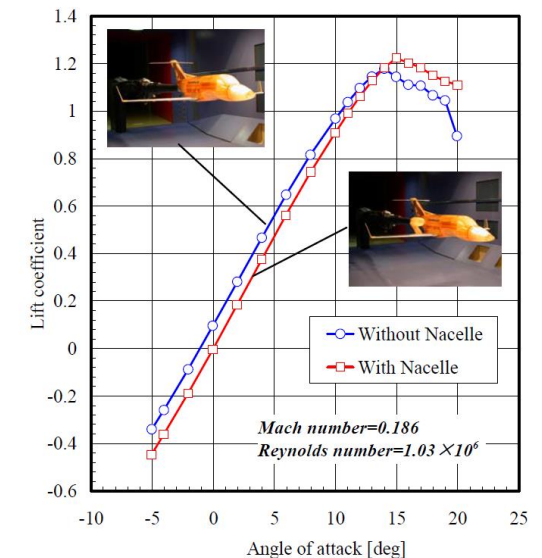 1.4
1.2
1
0.8
0.6
0.4
0.2
0
-0.2
-0.4
-0.6
Lift coefficient
Without Nacelle
With Nacelle
Mach number=0.186
Reynolds number=1.03×10⁶
-10 -5 0 5 10 15 20 25
Angle of attack [deg]